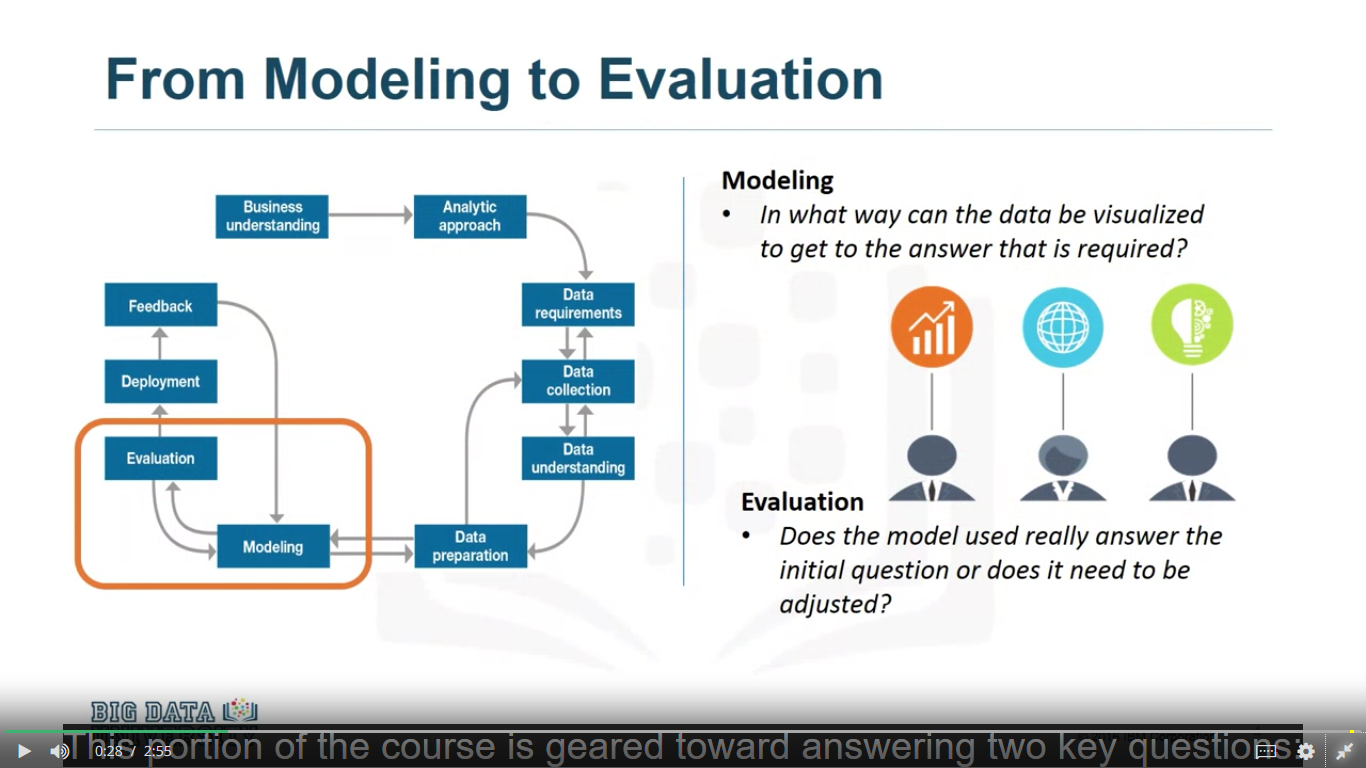 From Modeling to Evaluation
Business
understanding
Analytic
approach
Feedback
Data
requirements
Deployment
Data
collection
Evaluation
Data
understanding
Modeling
Data
preparation
Modeling
• In what way can the data be visualized
to get to the answer that is required?
Evaluation
• Does the model used really answer the
initial question or does it need to be
adjusted?
BIG DATA
This portion of the course is geared toward answering two key questions:
0:28 / 2:55